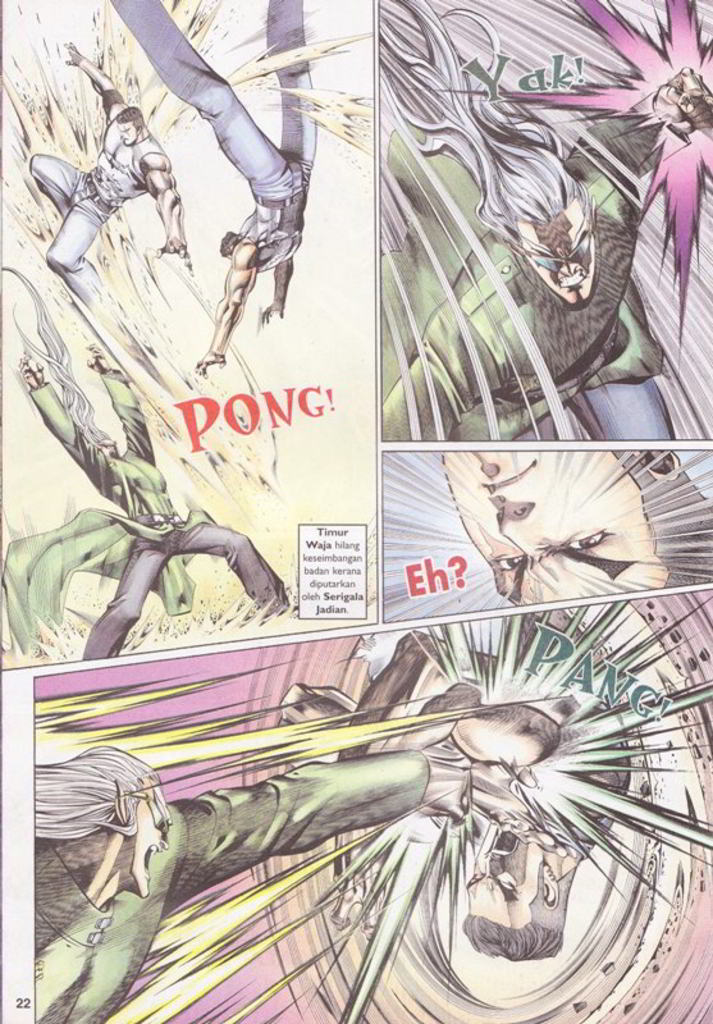 PONG!
Timur
Waja hilang
keseimbangan
badan kerana
diputarkan
oleh Serigala
Jadian.
Yak!
Eh?
PANG!
22